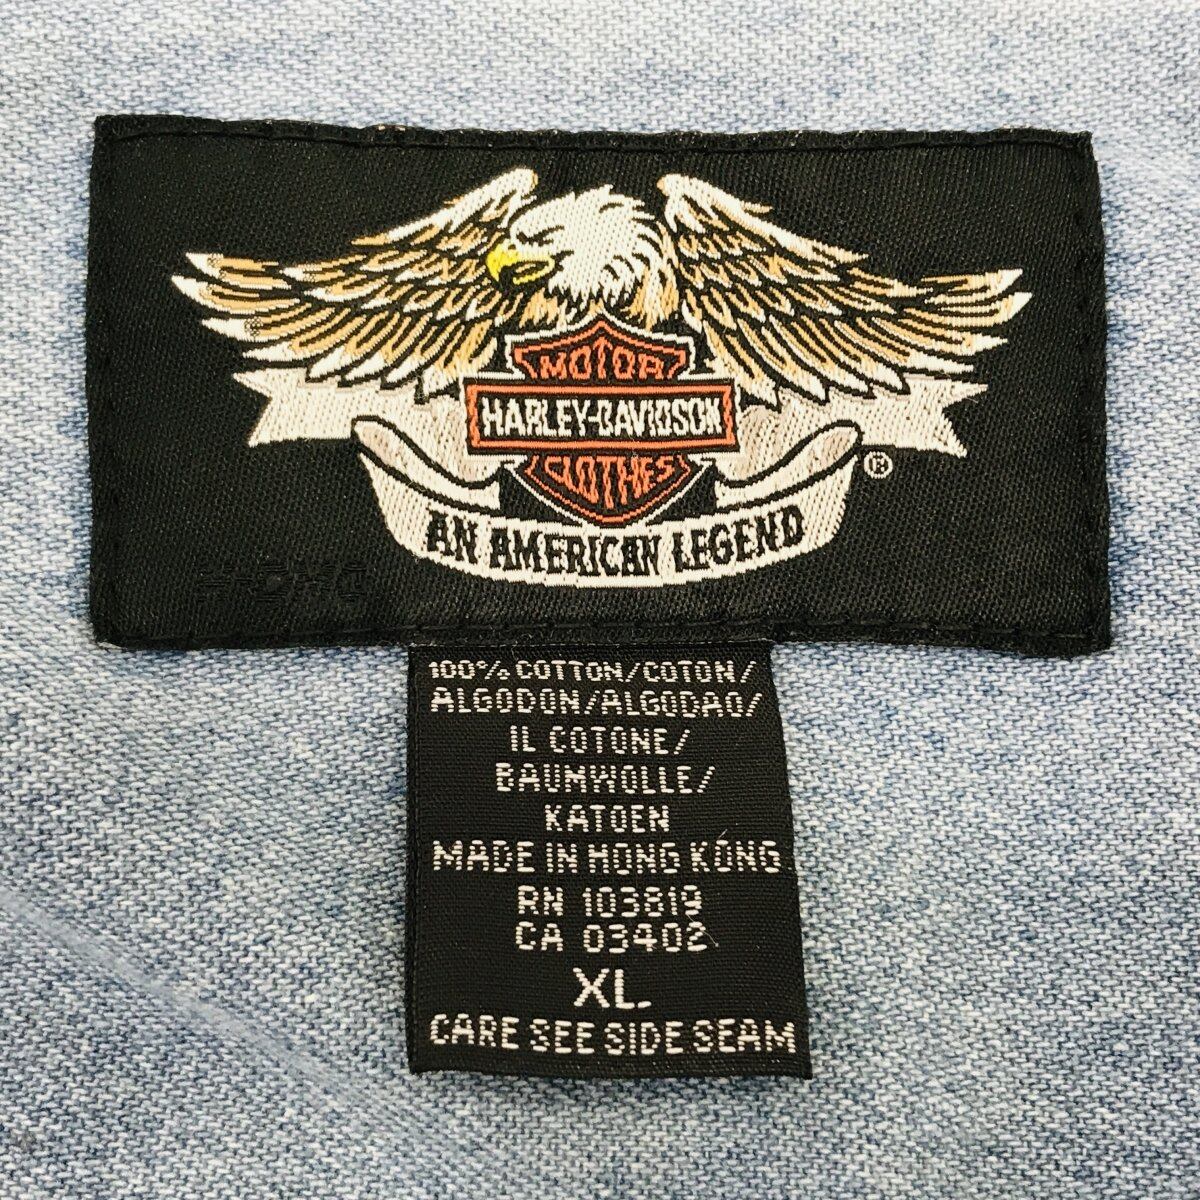 MOTOR
HARLEY-DAVIDSON
CLOTHES
®
AN AMERICAN LEGEND
100% COTTON/COTON/
ALGODON/ALGODAO/
IL COTONE/
BAUMWOLLE/
KATOEN
MADE IN HONG KONG
RN 103819
CA 03402
XL
CARE SEE SIDE SEAM